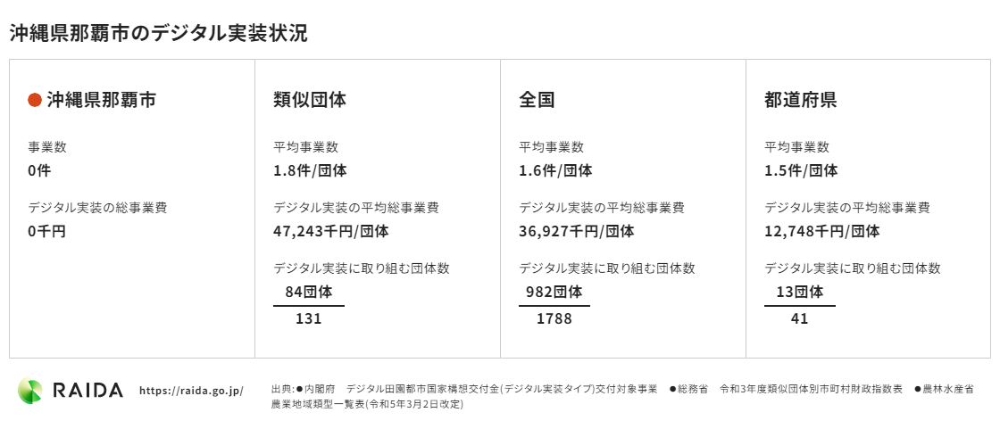 沖縄県那覇市のデジタル実装状況
沖縄県那覇市
事業数
0件
デジタル実装の総事業費
0千円
類似団体
平均事業数
1.8件/団体
デジタル実装の平均総事業費
47,243千円/団体
デジタル実装に取り組む団体数
84団体
131
全国
平均事業数
1.6件/団体
デジタル実装の平均総事業費
36,927千円/団体
デジタル実装に取り組む団体数
982団体
1788
都道府県
平均事業数
1.5件/団体
デジタル実装の平均総事業費
12,748千円/団体
デジタル実装に取り組む団体数
13団体
41
RAIDA https://raida.go.jp/
出典:●内閣府　デジタル田園都市国家構想交付金(デジタル実装タイプ)交付対象事業　●総務省　令和3年度類似団体別市町村財政指数表　●農林水産省
農業地域類型一覧表(令和5年3月2日改定)